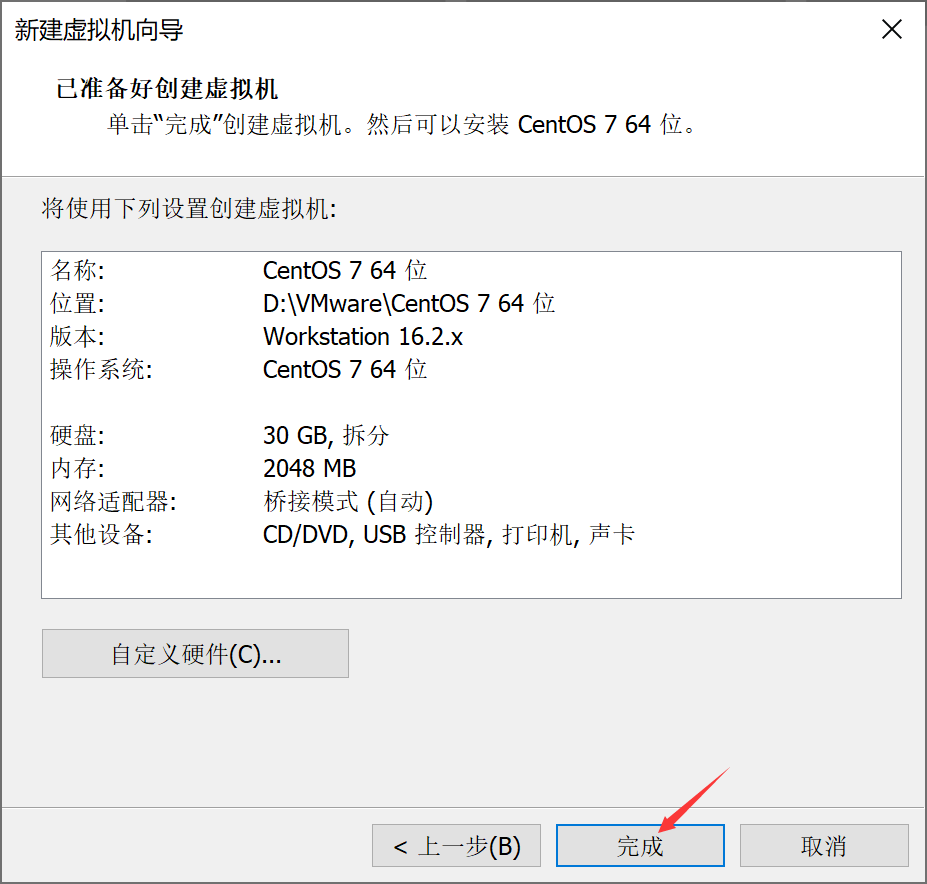 新建虚拟机向导
已准备好创建虚拟机
单击“完成”创建虚拟机。然后可以安装 CentOS 7 64 位。
将使用下列设置创建虚拟机:
名称: CentOS 7 64 位
位置: D:\VMware\CentOS 7 64 位
版本: Workstation 16.2.x
操作系统: CentOS 7 64 位
硬盘: 30 GB, 拆分
内存: 2048 MB
网络适配器: 桥接模式 (自动)
其他设备: CD/DVD, USB 控制器, 打印机, 声卡
自定义硬件(C)...
< 上一步(B) 完成 取消